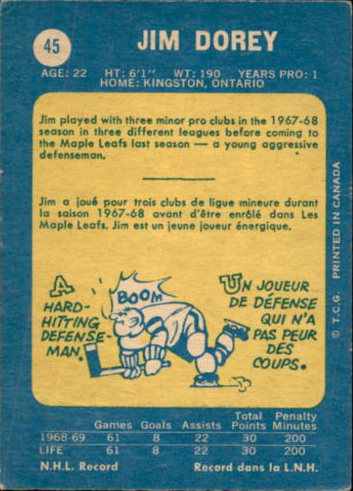 45
JIM DOREY
AGE: 22 HT: 6'1" WT: 190 YEARS PRO: 1
HOME: KINGSTON, ONTARIO
Jim played with three minor pro clubs in the 1967-68
season in three different leagues before coming to
the Maple Leafs last season — a young aggressive
defenseman.
Jim a joué pour trois clubs de ligue mineure durant
la saison 1967-68 avant d'être enrôlé dans Les
Maple Leafs. Jim est un jeune joueur énergique.
A
HARD-
HITTING
DEFENSE-
MAN.
BOOM
UN JOUEUR
DE DÉFENSE
QUI N'A
PAS PEUR
DES
COUPS.
© T.C.G. PRINTED IN CANADA
Total Penalty
Games Goals Assists Points Minutes
1968-69 61 8 22 30 200
LIFE 61 8 22 30 200
N.H.L. Record Record dans la L.N.H.